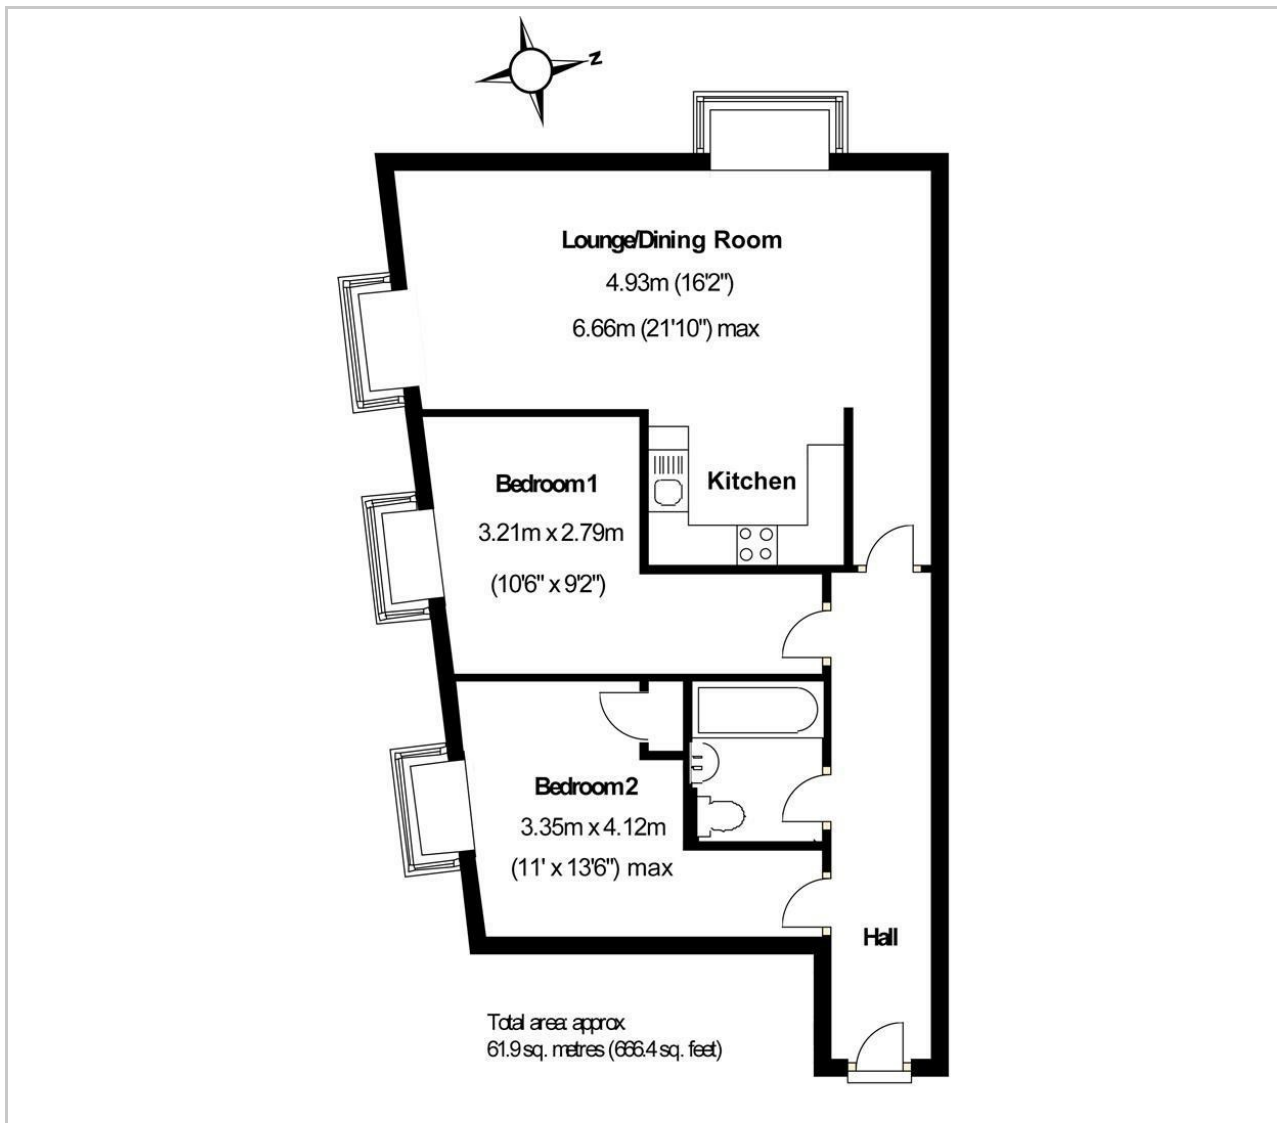 N
Lounge/Dining Room
4.93m (16'2")
6.66m (21'10") max
Bedroom1
3.21m x 2.79m
(10'6" x 9'2")
Kitchen
Bedroom2
3.35m x 4.12m
(11' x 13'6") max
Hall
Total area: approx
61.9 sq. metres (666.4 sq. feet)